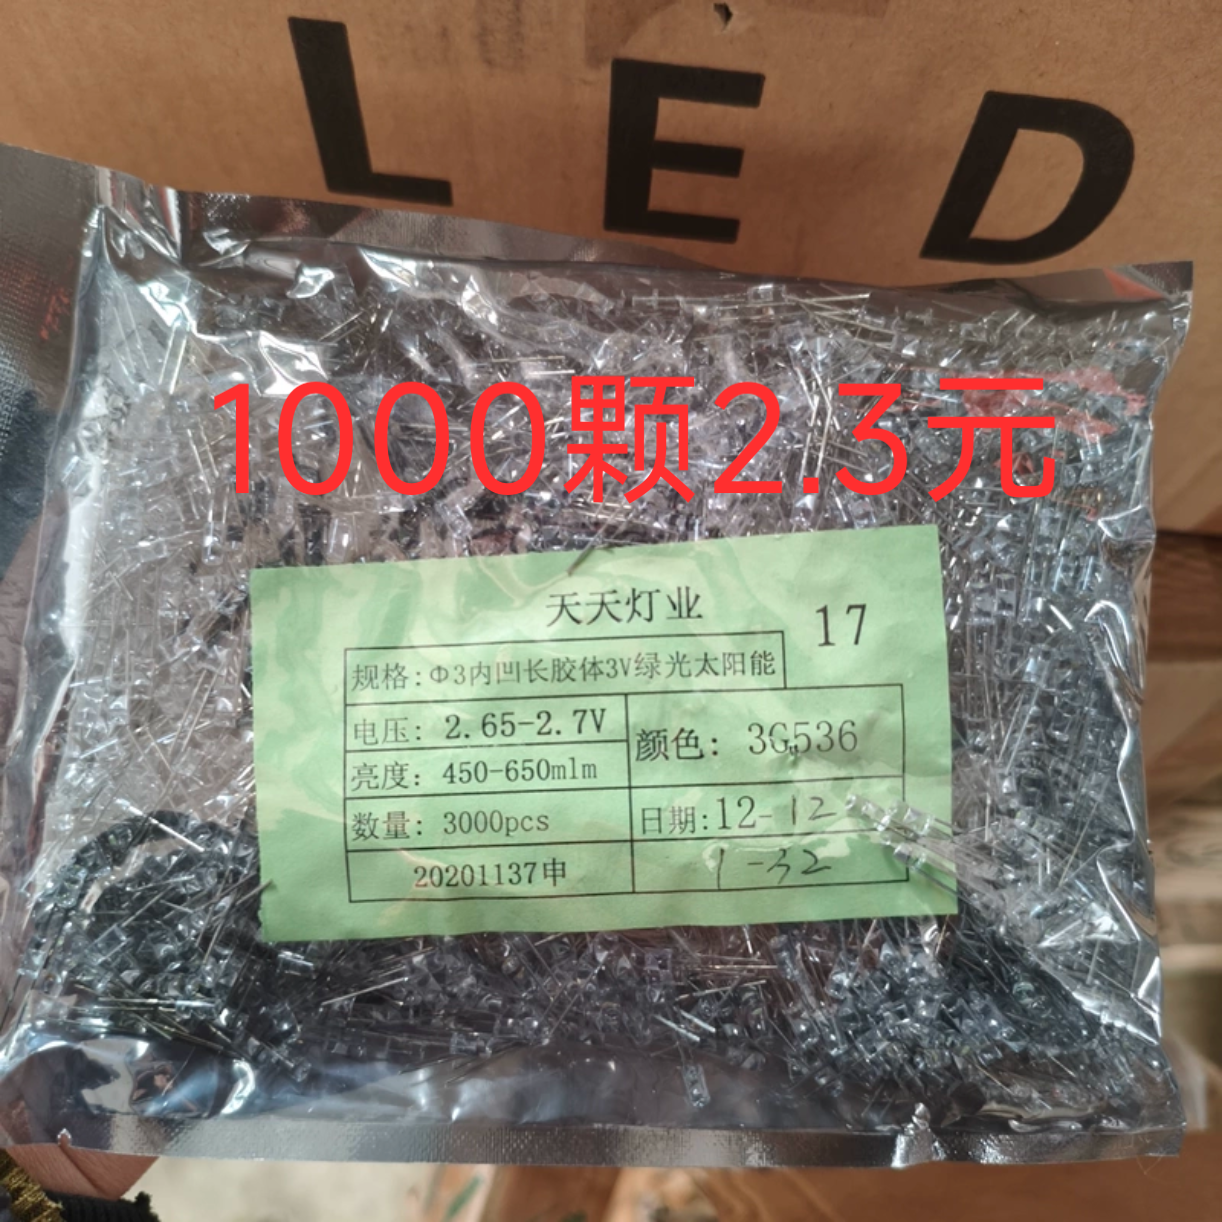 LED
1000颗2.3元
天天灯业
17
规格:Φ3内凹长胶体3V绿光太阳能
电压: 2.65-2.7V
颜色: 3G536
亮度: 450-650mlm
数量: 3000pcs
日期:12-12
20201137申
1-32